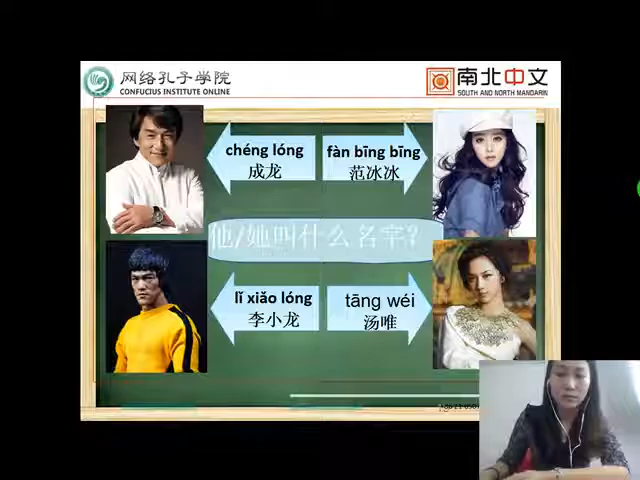 网络孔子学院
CONFUCIUS INSTITUTE ONLINE
南北中文
SOUTH AND NORTH MANDARIN
chéng lóng
成龙
fàn bīng bīng
范冰冰
他/她叫什么名字?
lǐ xiǎo lóng
李小龙
tāng wéi
汤唯